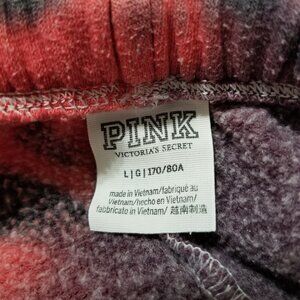 PINK
VICTORIA'S SECRET
L|G|170/80A
made in Vietnam/fabriqué au
Vietnam/hecho en Vietnam/
fabbricato in Vietnam/ 越南制造